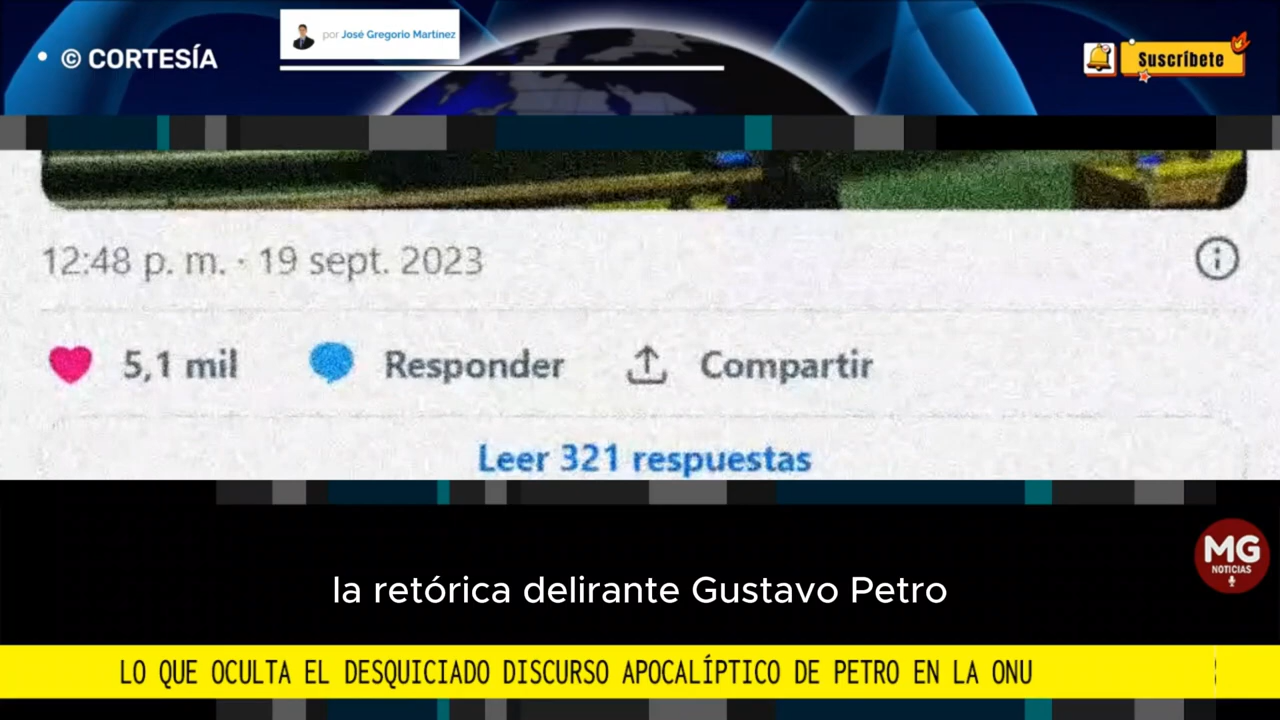 © CORTESÍA
por José Gregorio Martínez
Suscríbete
12:48 p. m. · 19 sept. 2023
5,1 mil Responder Compartir
Leer 321 respuestas
MG
NOTICIAS
la retórica delirante Gustavo Petro
LO QUE OCULTA EL DESQUICIADO DISCURSO APOCALÍPTICO DE PETRO EN LA ONU